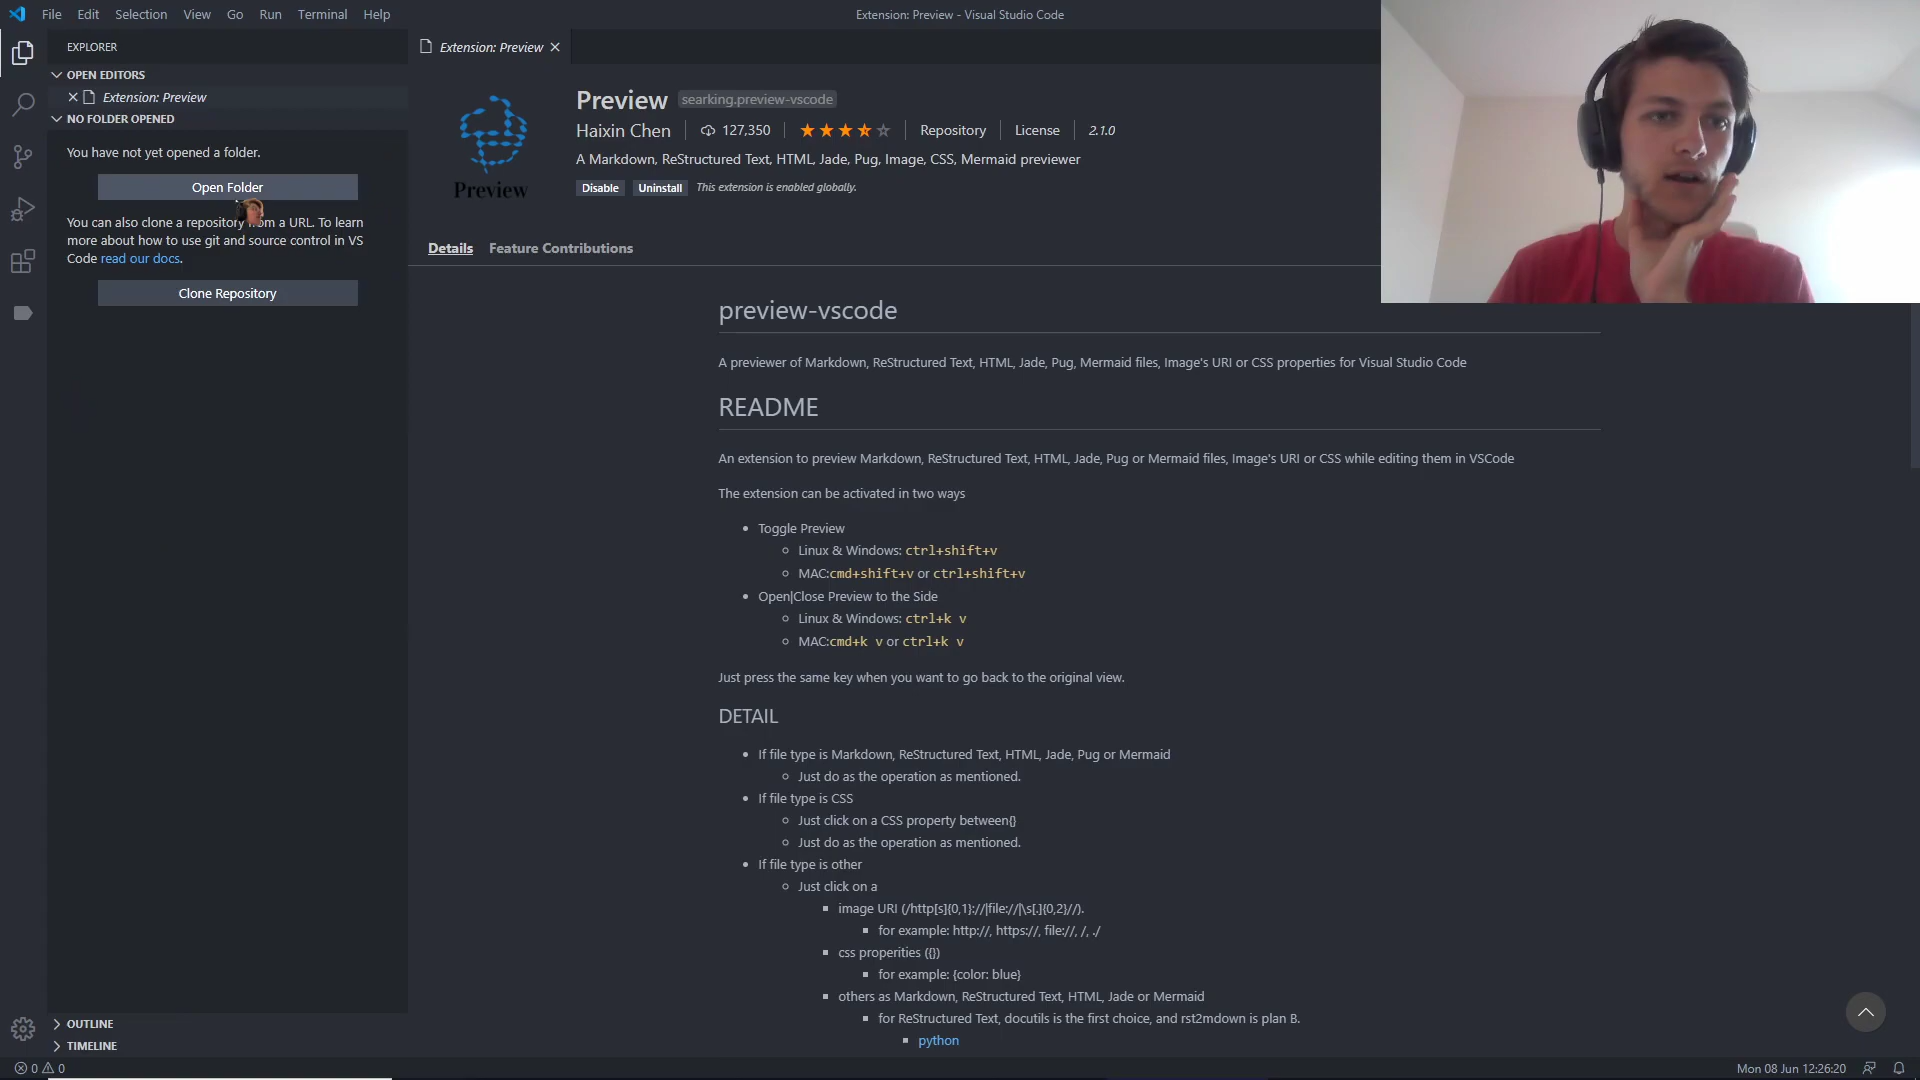 File Edit Selection View Go Run Terminal Help
Extension: Preview - Visual Studio Code
EXPLORER
OPEN EDITORS
Extension: Preview
NO FOLDER OPENED
You have not yet opened a folder.
Open Folder
You can also clone a repository from a URL. To learn
more about how to use git and source control in VS
Code read our docs.
Clone Repository
OUTLINE
TIMELINE
Extension: Preview
Preview
Preview searking.preview-vscode
Haixin Chen 127,350 Repository License 2.1.0
A Markdown, ReStructured Text, HTML, Jade, Pug, Image, CSS, Mermaid previewer
Disable Uninstall This extension is enabled globally.
Details Feature Contributions
preview-vscode
A previewer of Markdown, ReStructured Text, HTML, Jade, Pug, Mermaid files, Image's URI or CSS properties for Visual Studio Code
README
An extension to preview Markdown, ReStructured Text, HTML, Jade, Pug or Mermaid files, Image's URI or CSS while editing them in VSCode
The extension can be activated in two ways
Toggle Preview
Linux & Windows: ctrl+shift+v
MAC:cmd+shift+v or ctrl+shift+v
Open|Close Preview to the Side
Linux & Windows: ctrl+k v
MAC:cmd+k v or ctrl+k v
Just press the same key when you want to go back to the original view.
DETAIL
If file type is Markdown, ReStructured Text, HTML, Jade, Pug or Mermaid
Just do as the operation as mentioned.
If file type is CSS
Just click on a CSS property between{}
Just do as the operation as mentioned.
If file type is other
Just click on a
image URI (/http[s]{0,1}://|file://|\s[.]{0,2}//).
for example: http://, https://, file://, /, ./
css properities ({})
for example: {color: blue}
others as Markdown, ReStructured Text, HTML, Jade or Mermaid
for ReStructured Text, docutils is the first choice, and rst2mdown is plan B.
python
0 0
Mon 08 Jun 12:26:20